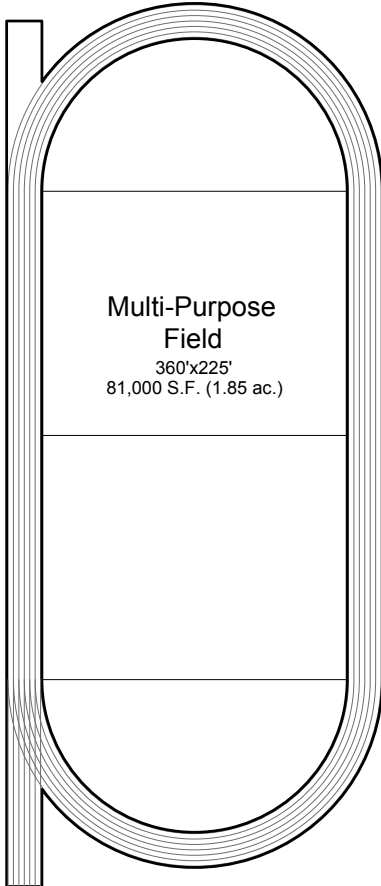 Multi-Purpose
Field
360'x225'
81,000 S.F. (1.85 ac.)